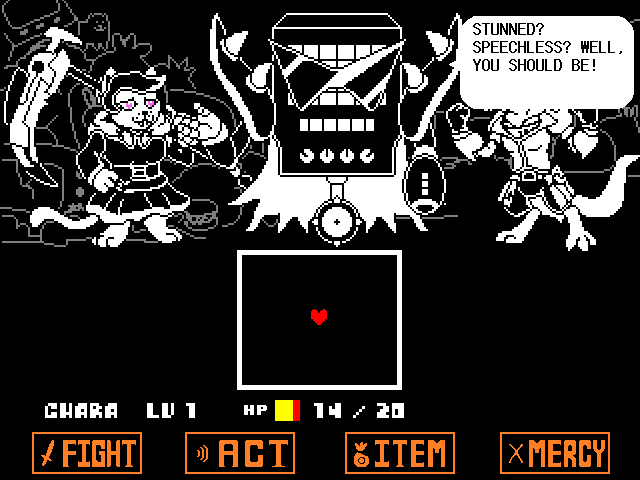 STUNNED?
SPEECHLESS? WELL,
YOU SHOULD BE!
CHARA LV 1 HP 14 / 20
FIGHT ACT ITEM MERCY